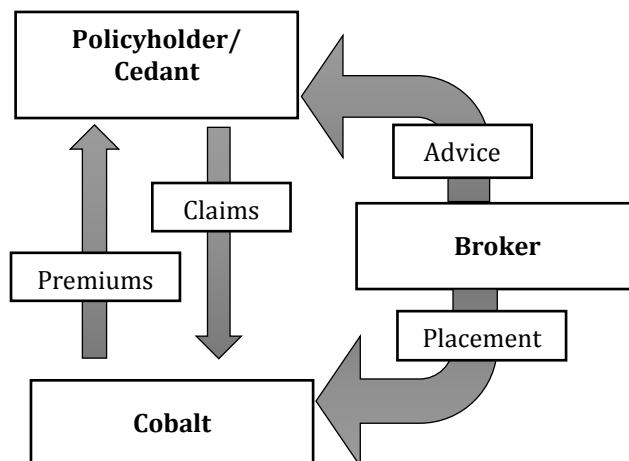 Policyholder/
Cedant
Advice
Claims
Broker
Premiums
Placement
Cobalt